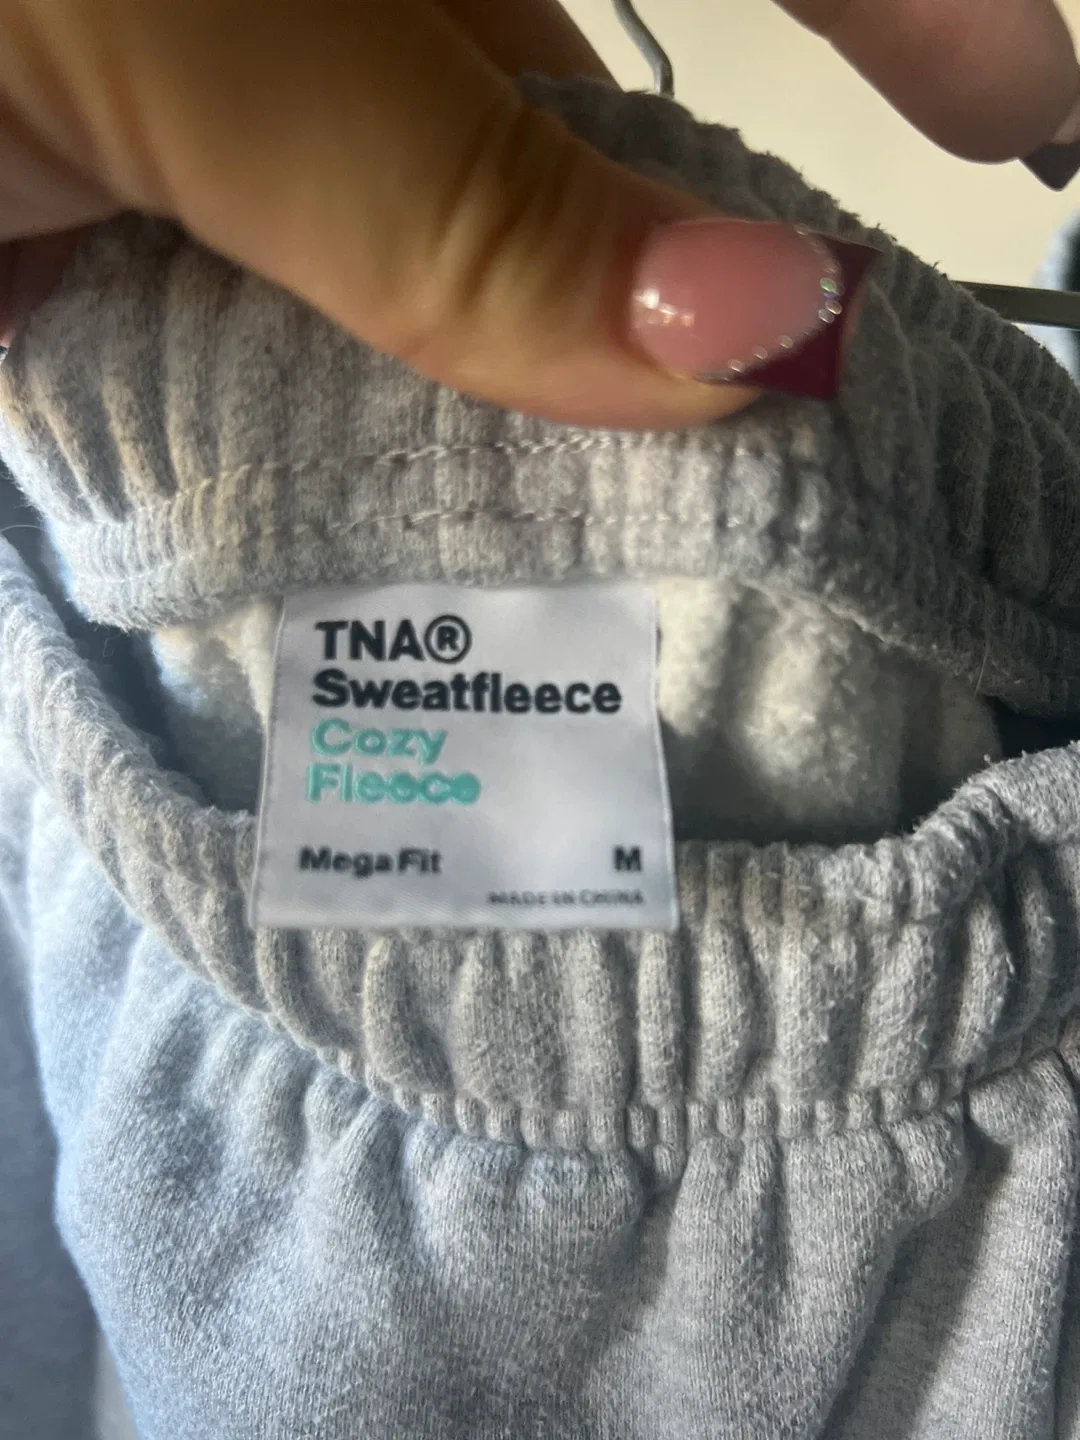 TNA®
Sweatfleece
Cozy
Fleece
Mega Fit M
MADE IN CHINA